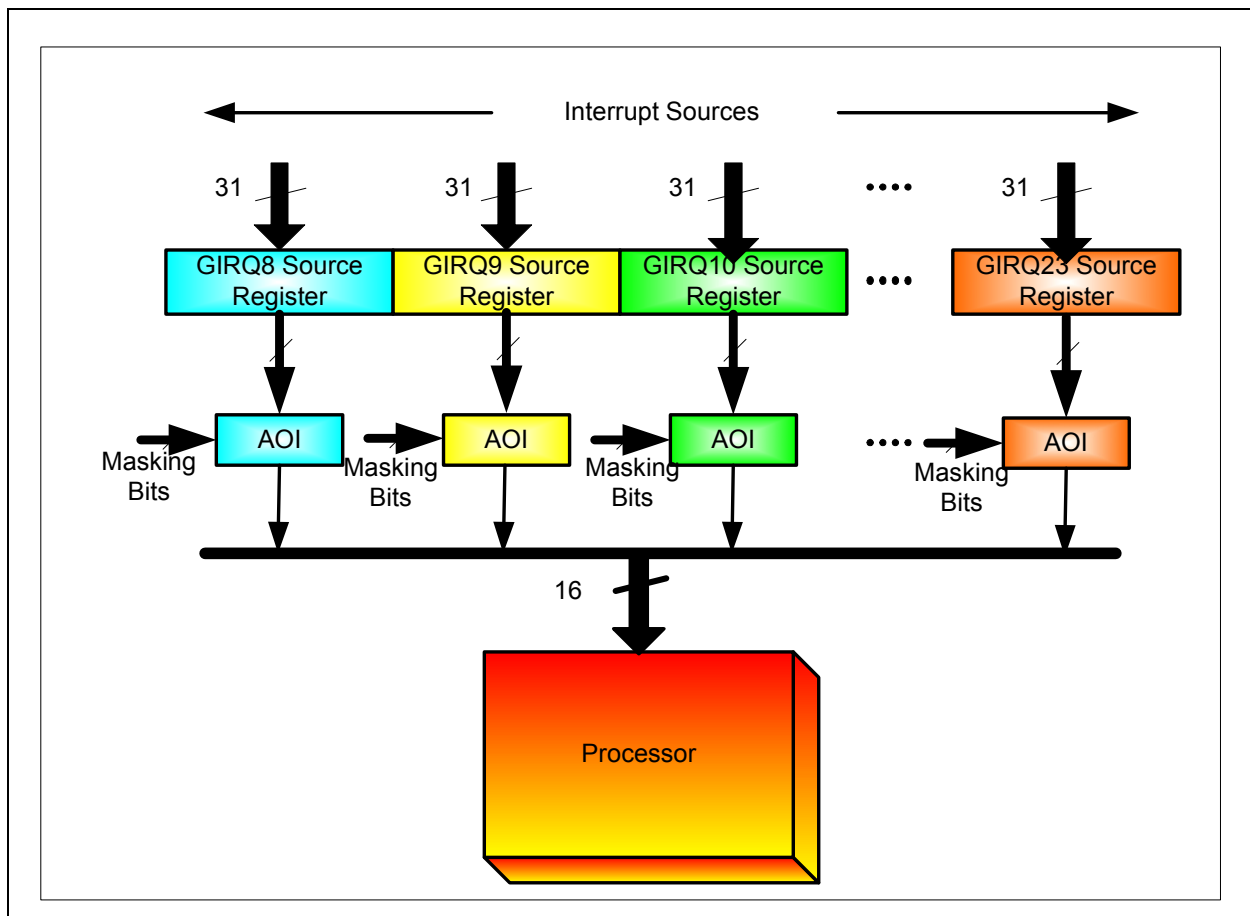 Interrupt Sources
31
31
31
31
GIRQ8 Source
Register
GIRQ9 Source
Register
GIRQ10 Source
Register
GIRQ23 Source
Register
AOI
AOI
AOI
AOI
Masking
Bits
Masking
Bits
Masking
Bits
Masking
Bits
16
Processor